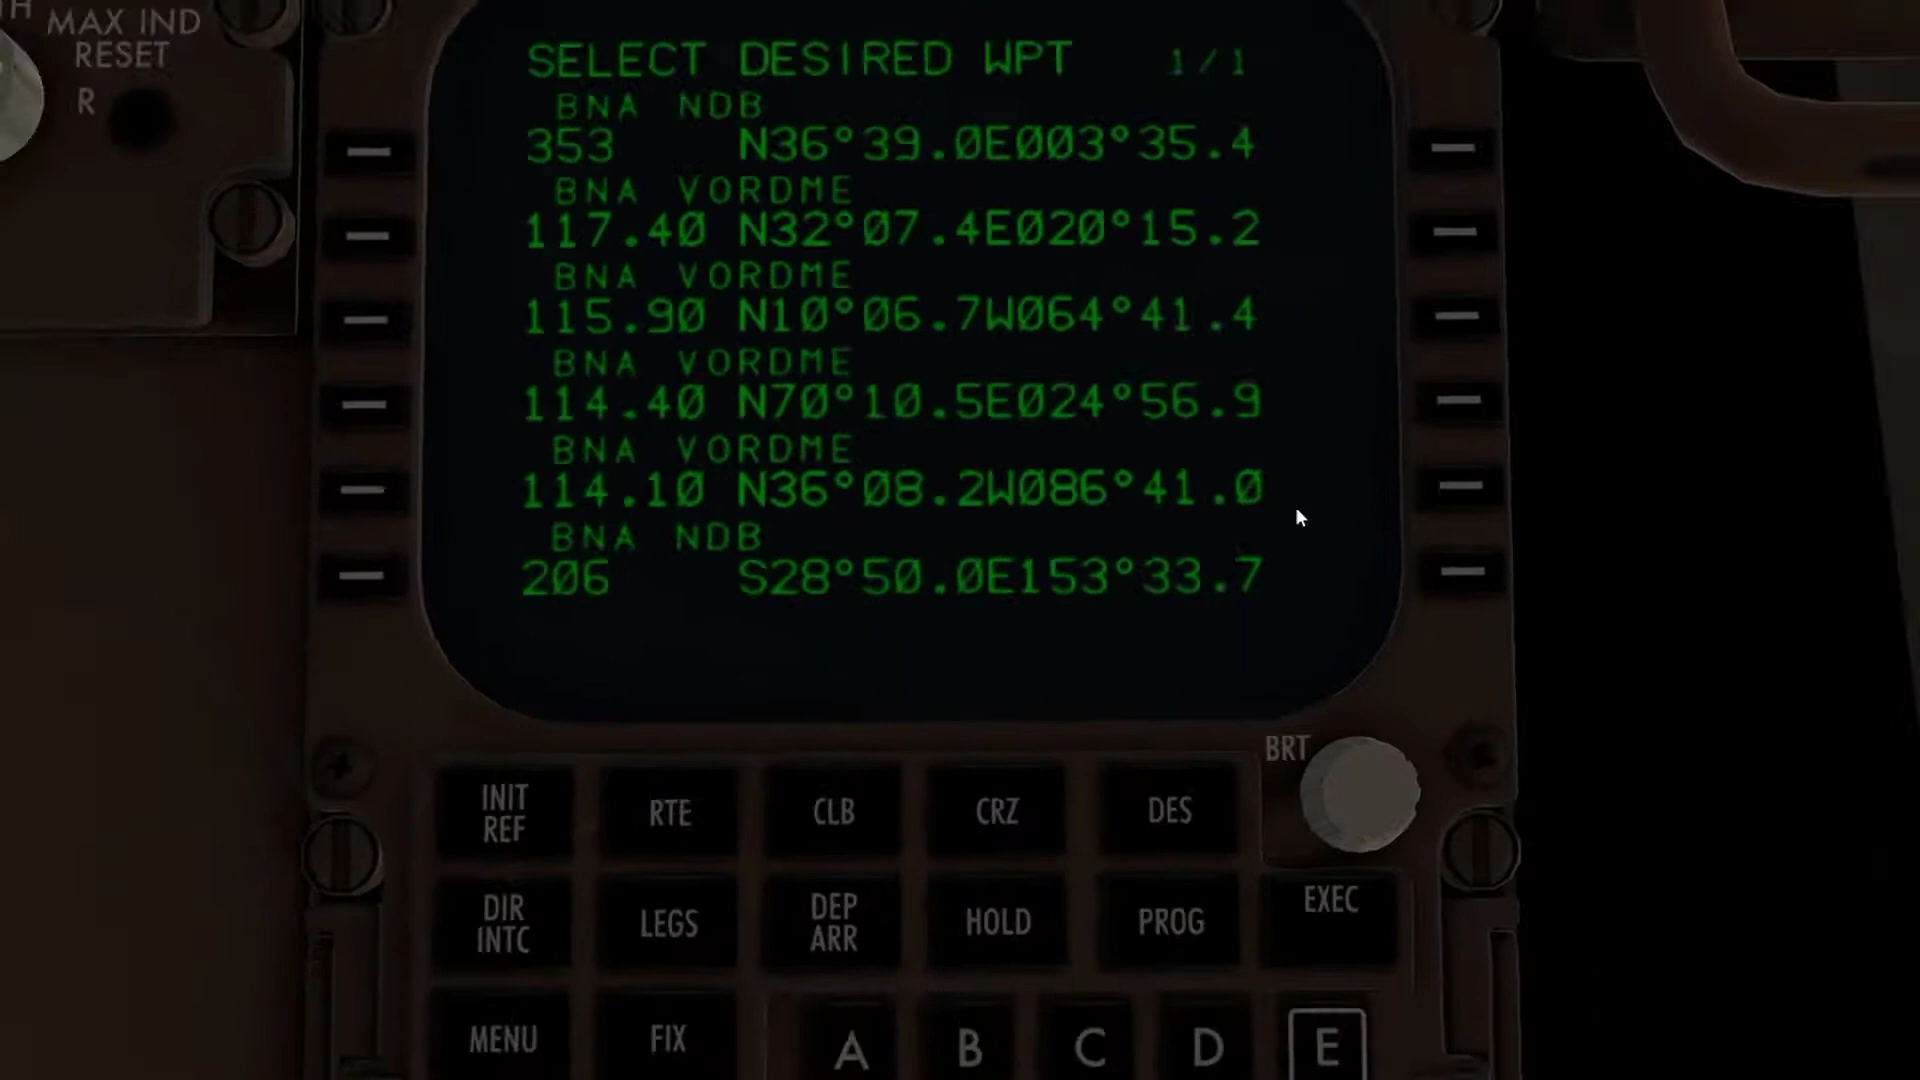 MAX IND
RESET
R
SELECT DESIRED WPT 1/1
BNA NDB
353 N36°39.0E003°35.4
BNA VORDME
117.40 N32°07.4E020°15.2
BNA VORDME
115.90 N10°06.7W064°41.4
BNA VORDME
114.40 N70°10.5E024°56.9
BNA VORDME
114.10 N36°08.2W086°41.0
BNA NDB
206 S28°50.0E153°33.7
BRT
INIT REF
RTE
CLB
CRZ
DES
DIR INTC
LEGS
DEP ARR
HOLD
PROG
EXEC
MENU
FIX
A
B
C
D
E